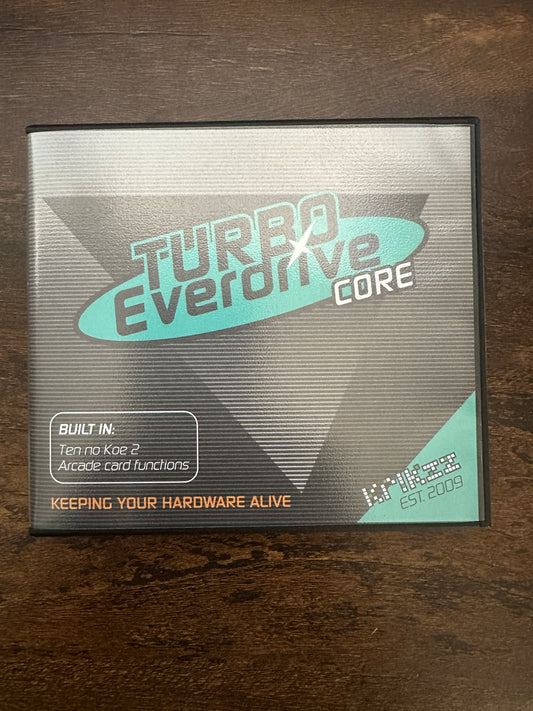 TURBO
Everdrive
CORE
BUILT IN:
Ten no Koe 2
Arcade card functions
KEEPING YOUR HARDWARE ALIVE
KRIKZZ
EST. 2009